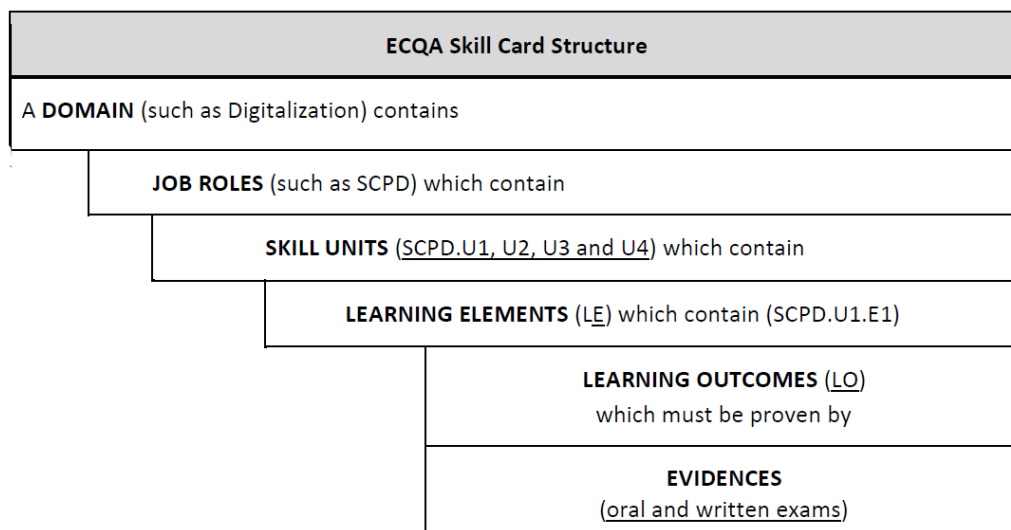 ECQA Skill Card Structure
A DOMAIN (such as Digitalization) contains
JOB ROLES (such as SCPD) which contain
SKILL UNITS (SCPD.U1, U2, U3 and U4) which contain
LEARNING ELEMENTS (LE) which contain (SCPD.U1.E1)
LEARNING OUTCOMES (LO)
which must be proven by
EVIDENCES
(oral and written exams)